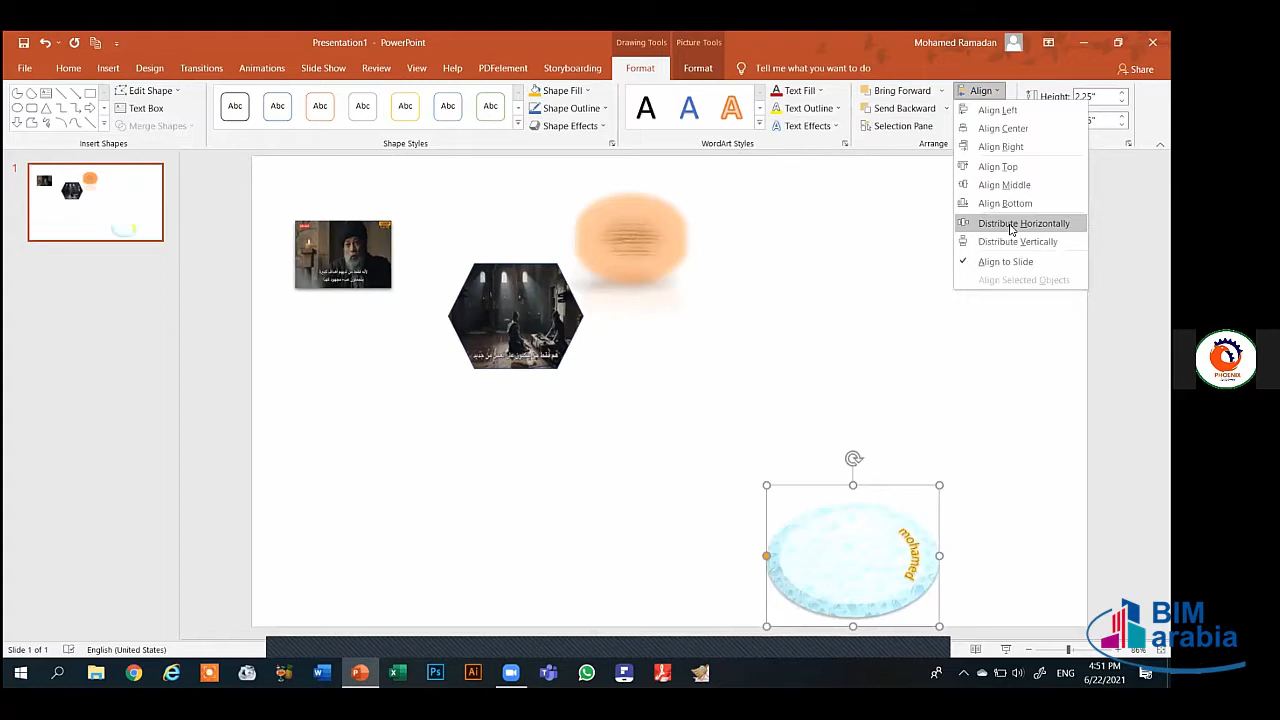 Presentation1 - PowerPoint
Drawing Tools
Picture Tools
Mohamed Ramadan
File
Home
Insert
Design
Transitions
Animations
Slide Show
Review
View
Help
PDFelement
Storyboarding
Format
Format
Tell me what you want to do
Share
Edit Shape
Text Box
Merge Shapes
Insert Shapes
Abc
Abc
Abc
Abc
Abc
Abc
Abc
Shape Fill
Shape Outline
Shape Effects
Shape Styles
A
A
A
Text Fill
Text Outline
Text Effects
WordArt Styles
Bring Forward
Send Backward
Selection Pane
Arrange
Align
Height: 2.25"
Align Left
Align Center
Align Right
Align Top
Align Middle
Align Bottom
Distribute Horizontally
Distribute Vertically
Align to Slide
Align Selected Objects
1
mohamed
PHOENIX
BIM
arabia
Slide 1 of 1
English (United States)
86%
ENG
4:51 PM
6/22/2021